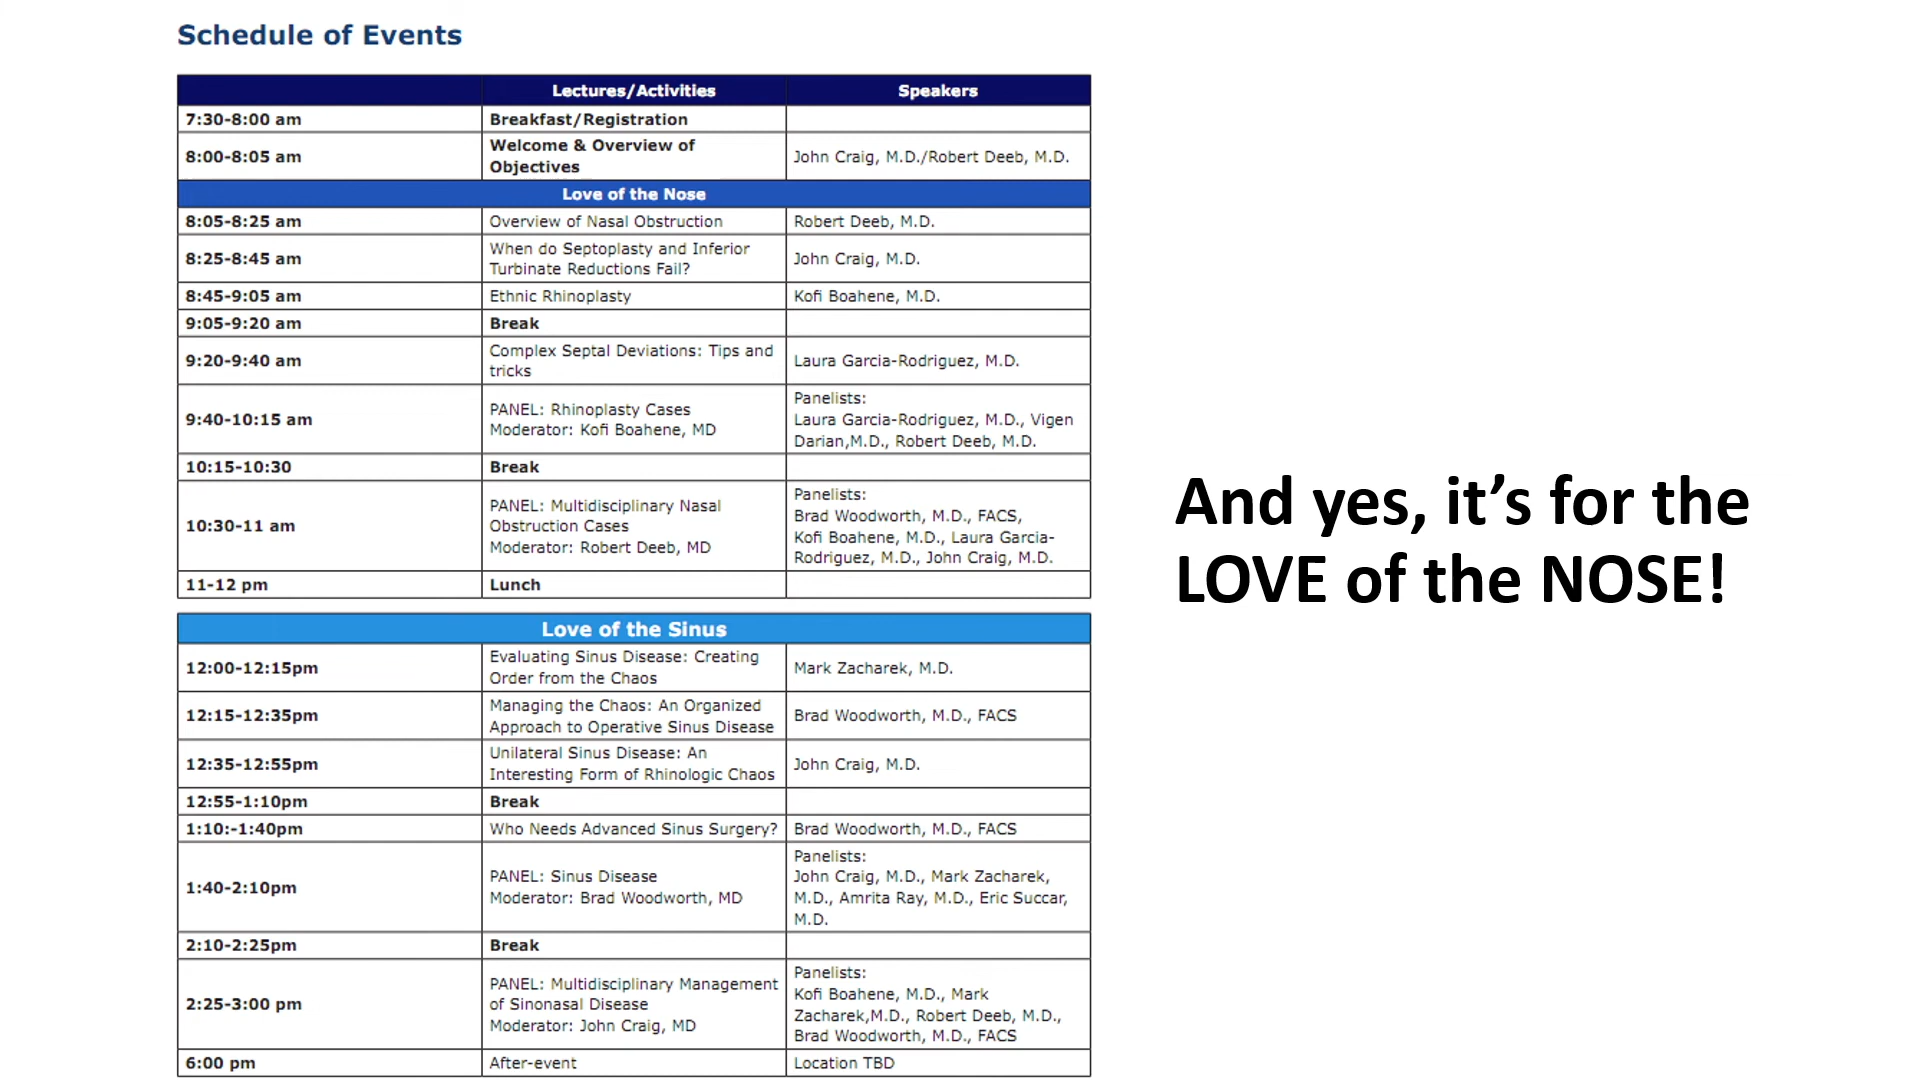 Schedule of Events
Lectures/Activities Speakers
7:30-8:00 am Breakfast/Registration
8:00-8:05 am Welcome & Overview of
Objectives John Craig, M.D./Robert Deeb, M.D.
Love of the Nose
8:05-8:25 am Overview of Nasal Obstruction Robert Deeb, M.D.
8:25-8:45 am When do Septoplasty and Inferior
Turbinate Reductions Fail? John Craig, M.D.
8:45-9:05 am Ethnic Rhinoplasty Kofi Boahene, M.D.
9:05-9:20 am Break
9:20-9:40 am Complex Septal Deviations: Tips and
tricks Laura Garcia-Rodriguez, M.D.
9:40-10:15 am PANEL: Rhinoplasty Cases
Moderator: Kofi Boahene, MD
Panelists:
Laura Garcia-Rodriguez, M.D., Vigen
Darian,M.D., Robert Deeb, M.D.
10:15-10:30 Break
10:30-11 am PANEL: Multidisciplinary Nasal
Obstruction Cases
Moderator: Robert Deeb, MD
Panelists:
Brad Woodworth, M.D., FACS,
Kofi Boahene, M.D., Laura Garcia-
Rodriguez, M.D., John Craig, M.D.
11-12 pm Lunch
Love of the Sinus
12:00-12:15pm Evaluating Sinus Disease: Creating
Order from the Chaos Mark Zacharek, M.D.
12:15-12:35pm Managing the Chaos: An Organized
Approach to Operative Sinus Disease Brad Woodworth, M.D., FACS
12:35-12:55pm Unilateral Sinus Disease: An
Interesting Form of Rhinologic Chaos John Craig, M.D.
12:55-1:10pm Break
1:10:-1:40pm Who Needs Advanced Sinus Surgery? Brad Woodworth, M.D., FACS
1:40-2:10pm PANEL: Sinus Disease
Moderator: Brad Woodworth, MD
Panelists:
John Craig, M.D., Mark Zacharek,
M.D., Amrita Ray, M.D., Eric Succar,
M.D.
2:10-2:25pm Break
2:25-3:00 pm PANEL: Multidisciplinary Management
of Sinonasal Disease
Moderator: John Craig, MD
Panelists:
Kofi Boahene, M.D., Mark
Zacharek,M.D., Robert Deeb, M.D.,
Brad Woodworth, M.D., FACS
6:00 pm After-event Location TBD
And yes, it’s for the
LOVE of the NOSE!